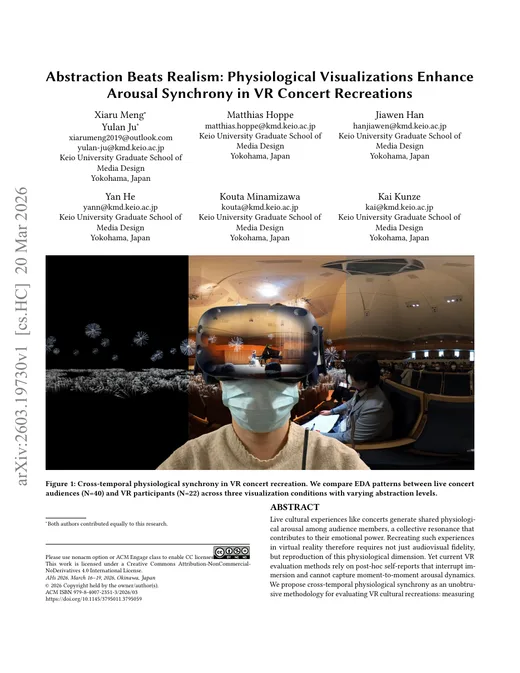 Abstraction Beats Realism: Physiological Visualizations Enhance
Arousal Synchrony in VR Concert Recreations
Xiaru Meng*
Yulan Ju*
xiarumeng2019@outlook.com
yulan-ju@kmd.keio.ac.jp
Keio University Graduate School of
Media Design
Yokohama, Japan
Matthias Hoppe
matthias.hoppe@kmd.keio.ac.jp
Keio University Graduate School of
Media Design
Yokohama, Japan
Jiawen Han
hanjiawen@kmd.keio.ac.jp
Keio University Graduate School of
Media Design
Yokohama, Japan
Yan He
yann@kmd.keio.ac.jp
Keio University Graduate School of
Media Design
Yokohama, Japan
Kouta Minamizawa
kouta@kmd.keio.ac.jp
Keio University Graduate School of
Media Design
Yokohama, Japan
Kai Kunze
kai@kmd.keio.ac.jp
Keio University Graduate School of
Media Design
Yokohama, Japan
arXiv:2603.19730v1 [cs.HC] 20 Mar 2026
Figure 1: Cross-temporal physiological synchrony in VR concert recreation. We compare EDA patterns between live concert
audiences (N=40) and VR participants (N=22) across three visualization conditions with varying abstraction levels.
*Both authors contributed equally to this research.
Please use nonacm option or ACM Engage class to enable CC licenses
This work is licensed under a Creative Commons Attribution-NonCommercial-
NoDerivatives 4.0 International License.
AHs 2026, March 16–19, 2026, Okinawa, Japan
© 2026 Copyright held by the owner/author(s).
ACM ISBN 979-8-4007-2351-3/2026/03
https://doi.org/10.1145/3795011.3795059
ABSTRACT
Live cultural experiences like concerts generate shared physiologi-
cal arousal among audience members, a collective resonance that
contributes to their emotional power. Recreating such experiences
in virtual reality therefore requires not just audiovisual fidelity,
but reproduction of this physiological dimension. Yet current VR
evaluation methods rely on post-hoc self-reports that interrupt im-
mersion and cannot capture moment-to-moment arousal dynamics.
We propose cross-temporal physiological synchrony as an unobtru-
sive methodology for evaluating VR cultural recreations: measuring